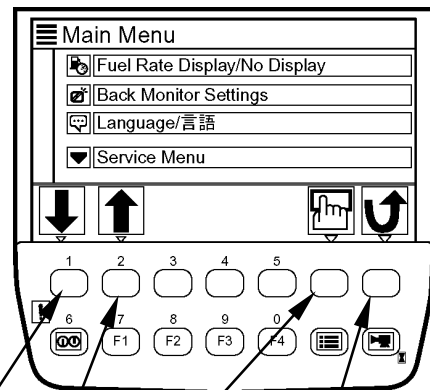 Main Menu
Fuel Rate Display/No Display
Back Monitor Settings
Language/言語
Service Menu
1 2 3 4 5
6 7 8 9 0
F1 F2 F3 F4